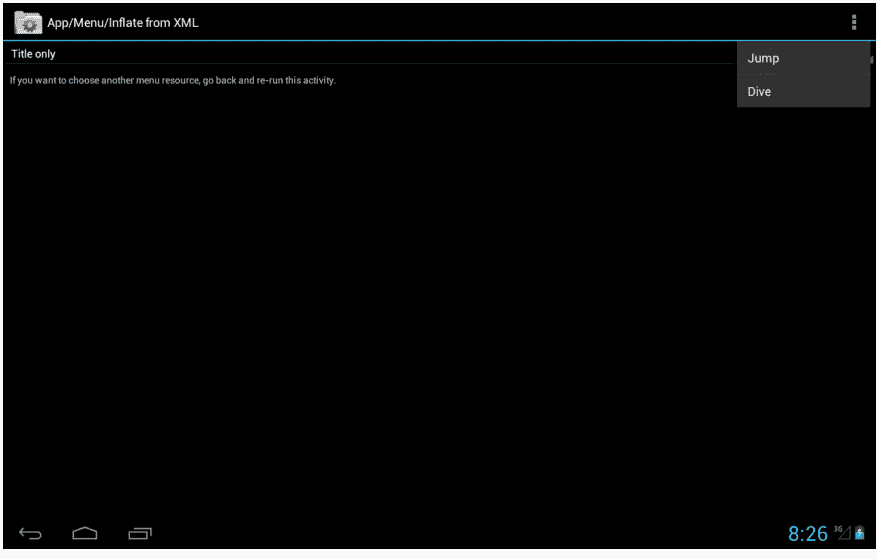 App/Menu/Inflate from XML
Title only
Jump
If you want to choose another menu resource, go back and re-run this activity.
Dive
8:26
3G